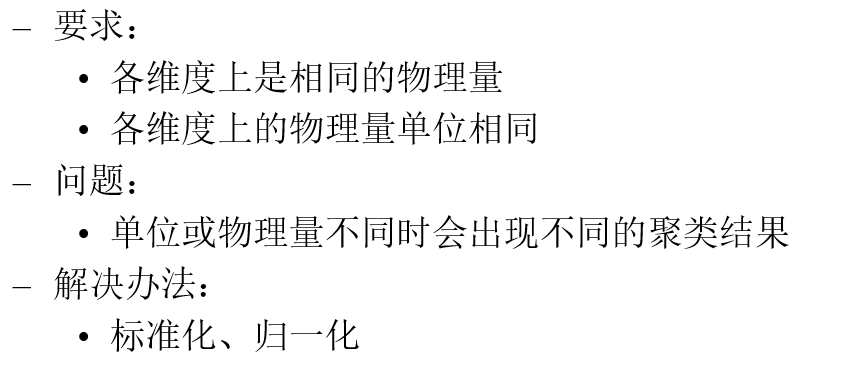 – 要求：
• 各维度上是相同的物理量
• 各维度上的物理量单位相同
– 问题：
• 单位或物理量不同时会出现不同的聚类结果
– 解决办法：
• 标准化、归一化